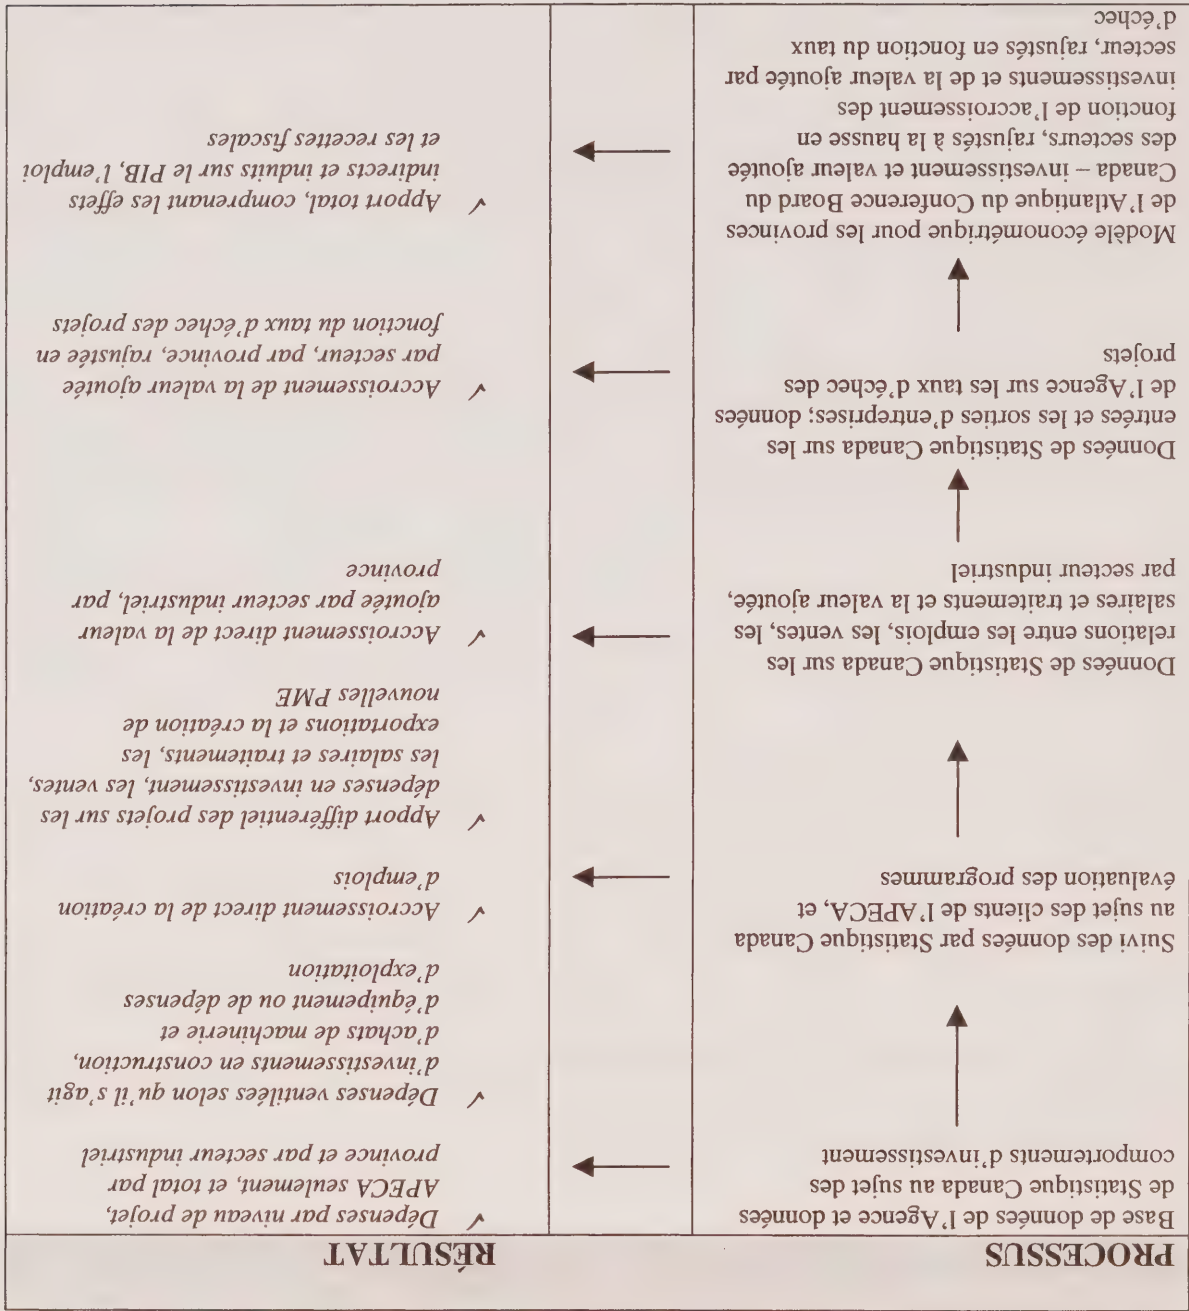 PROCESSUS
RÉSULTAT
Base de données de l'Agence et données
de Statistique Canada au sujet des
comportements d'investissement
✓ Dépenses par niveau de projet,
APECA seulement, et total par
province et par secteur industriel
✓ Dépenses ventilées selon qu'il s'agit
d'investissements en construction,
d'achats de machinerie et
d'équipement ou de dépenses
d'exploitation
Suivi des données par Statistique Canada
au sujet des clients de l'APECA, et
évaluation des programmes
✓ Accroissement direct de la création
d'emplois
✓ Apport différentiel des projets sur les
dépenses en investissement, les ventes,
les salaires et traitements, les
exportations et la création de
nouvelles PME
Données de Statistique Canada sur les
relations entre les emplois, les ventes, les
salaires et traitements et la valeur ajoutée,
par secteur industriel
✓ Accroissement direct de la valeur
ajoutée par secteur industriel, par
province
Données de Statistique Canada sur les
entrées et les sorties d'entreprises; données
de l'Agence sur les taux d'échec des
projets
✓ Accroissement de la valeur ajoutée
par secteur, par province, rajustée en
fonction du taux d'échec des projets
Modèle économétrique pour les provinces
de l'Atlantique du Conference Board du
Canada – investissement et valeur ajoutée
des secteurs, rajustés à la hausse en
fonction de l'accroissement des
investissements et de la valeur ajoutée par
secteur, rajustés en fonction du taux
d'échec
✓ Apport total, comprenant les effets
indirects et induits sur le PIB, l'emploi
et les recettes fiscales